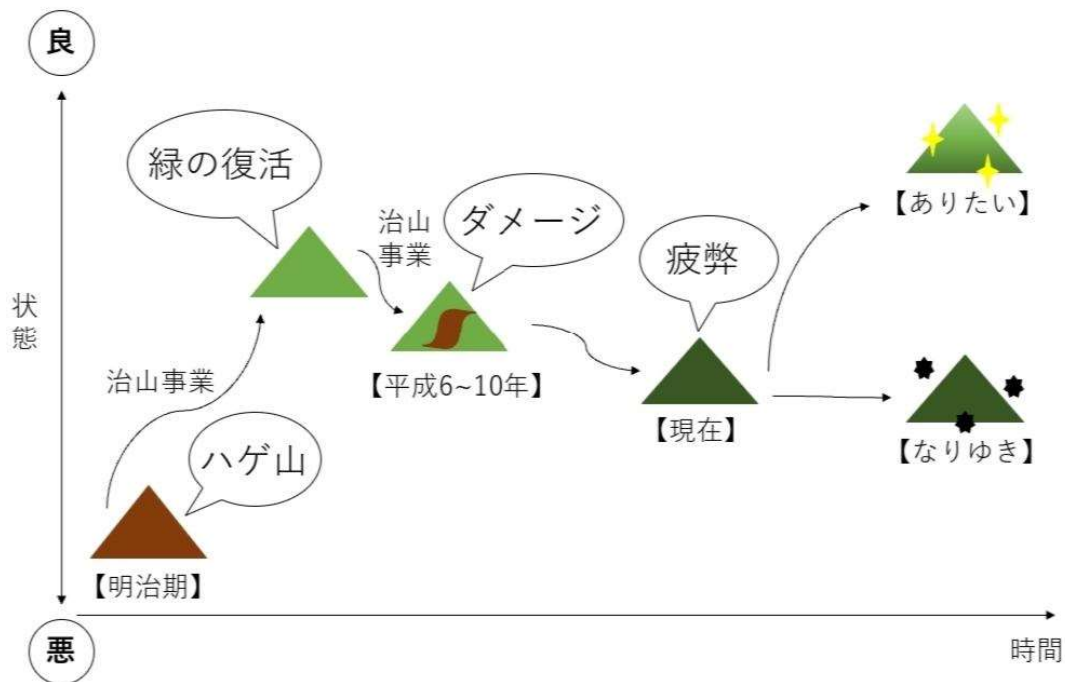 良
緑の復活
治山
事業
ダメージ
疲弊
【ありたい】
状
態
治山事業
【平成6~10年】
【現在】
【なりゆき】
ハゲ山
【明治期】
悪
時間